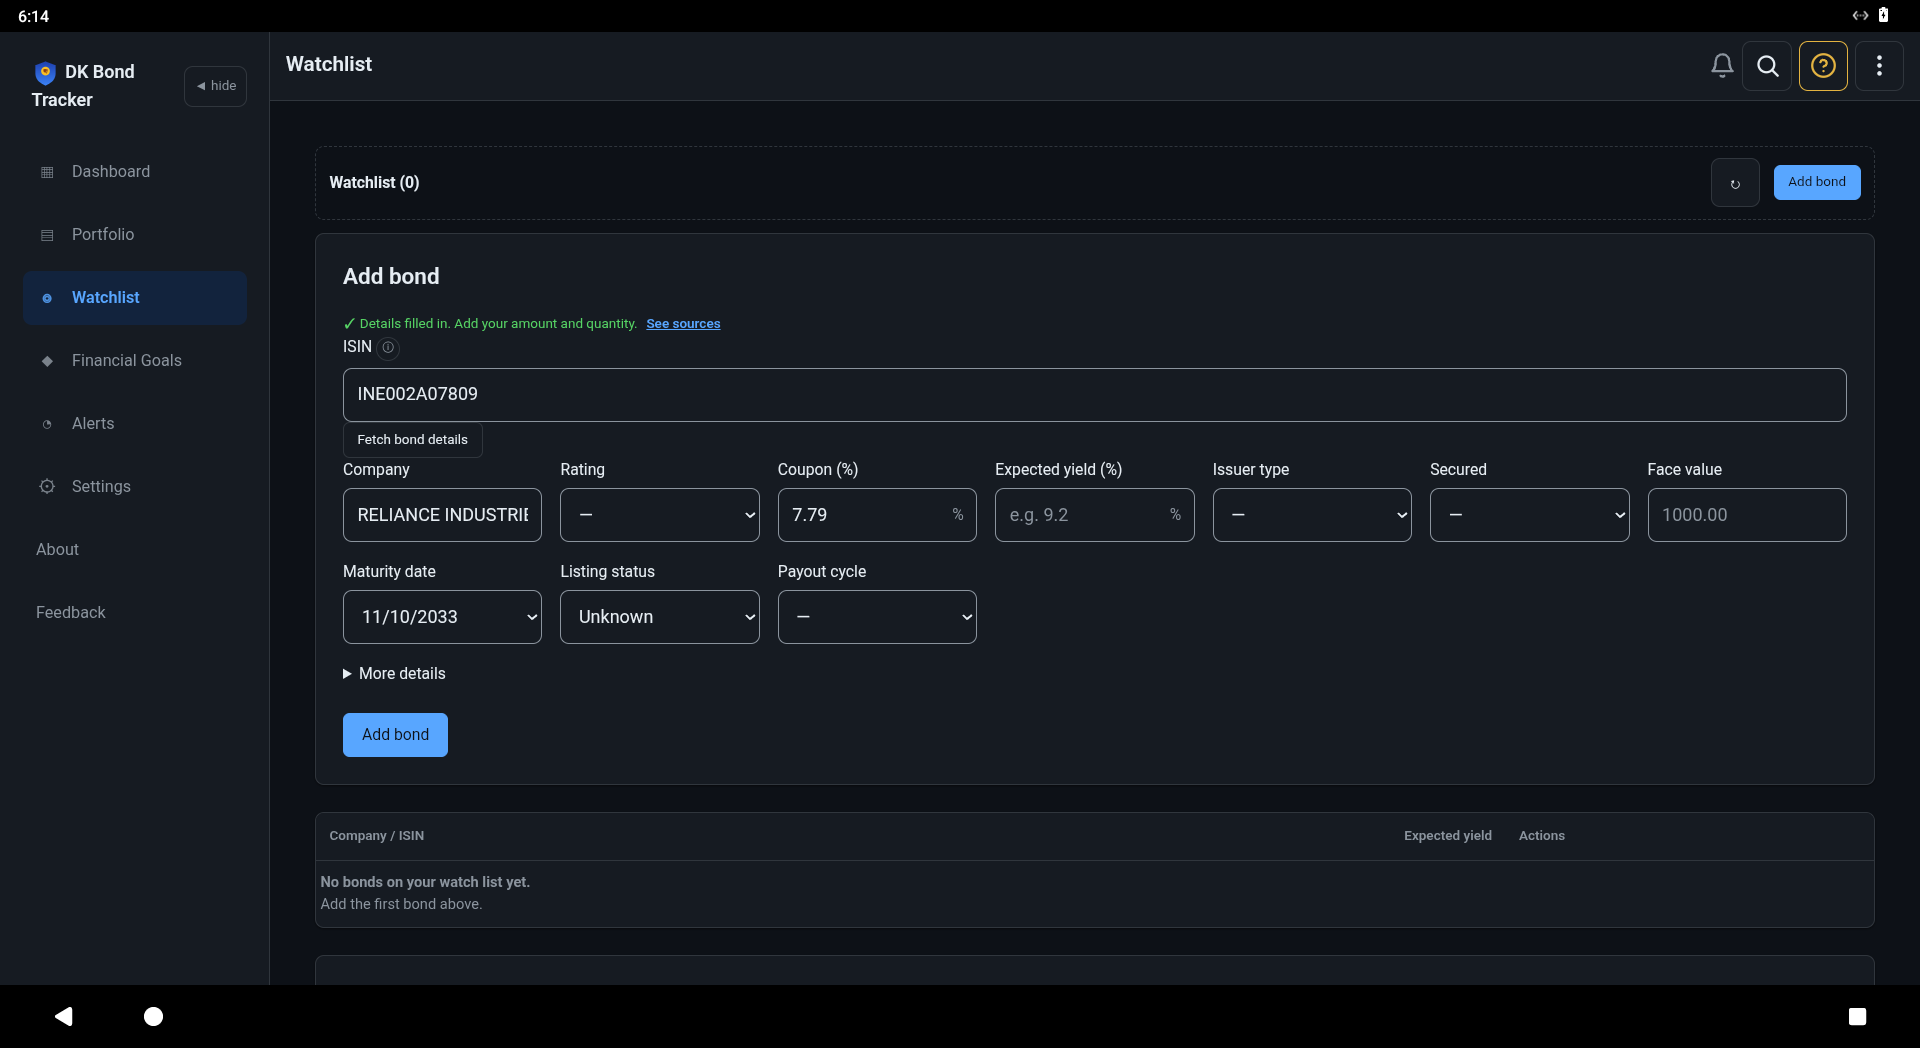 6:14
DK Bond
Tracker
◄ hide
Watchlist
Dashboard
Portfolio
Watchlist
Financial Goals
Alerts
Settings
About
Feedback
Watchlist (0)
Add bond
Add bond
✓ Details filled in. Add your amount and quantity. See sources
ISIN
INE002A07809
Fetch bond details
Company Rating Coupon (%) Expected yield (%) Issuer type Secured Face value
RELIANCE INDUSTRIE — 7.79 % e.g. 9.2 % — — 1000.00
Maturity date Listing status Payout cycle
11/10/2033 Unknown —
▶ More details
Add bond
Company / ISIN Expected yield Actions
No bonds on your watch list yet.
Add the first bond above.